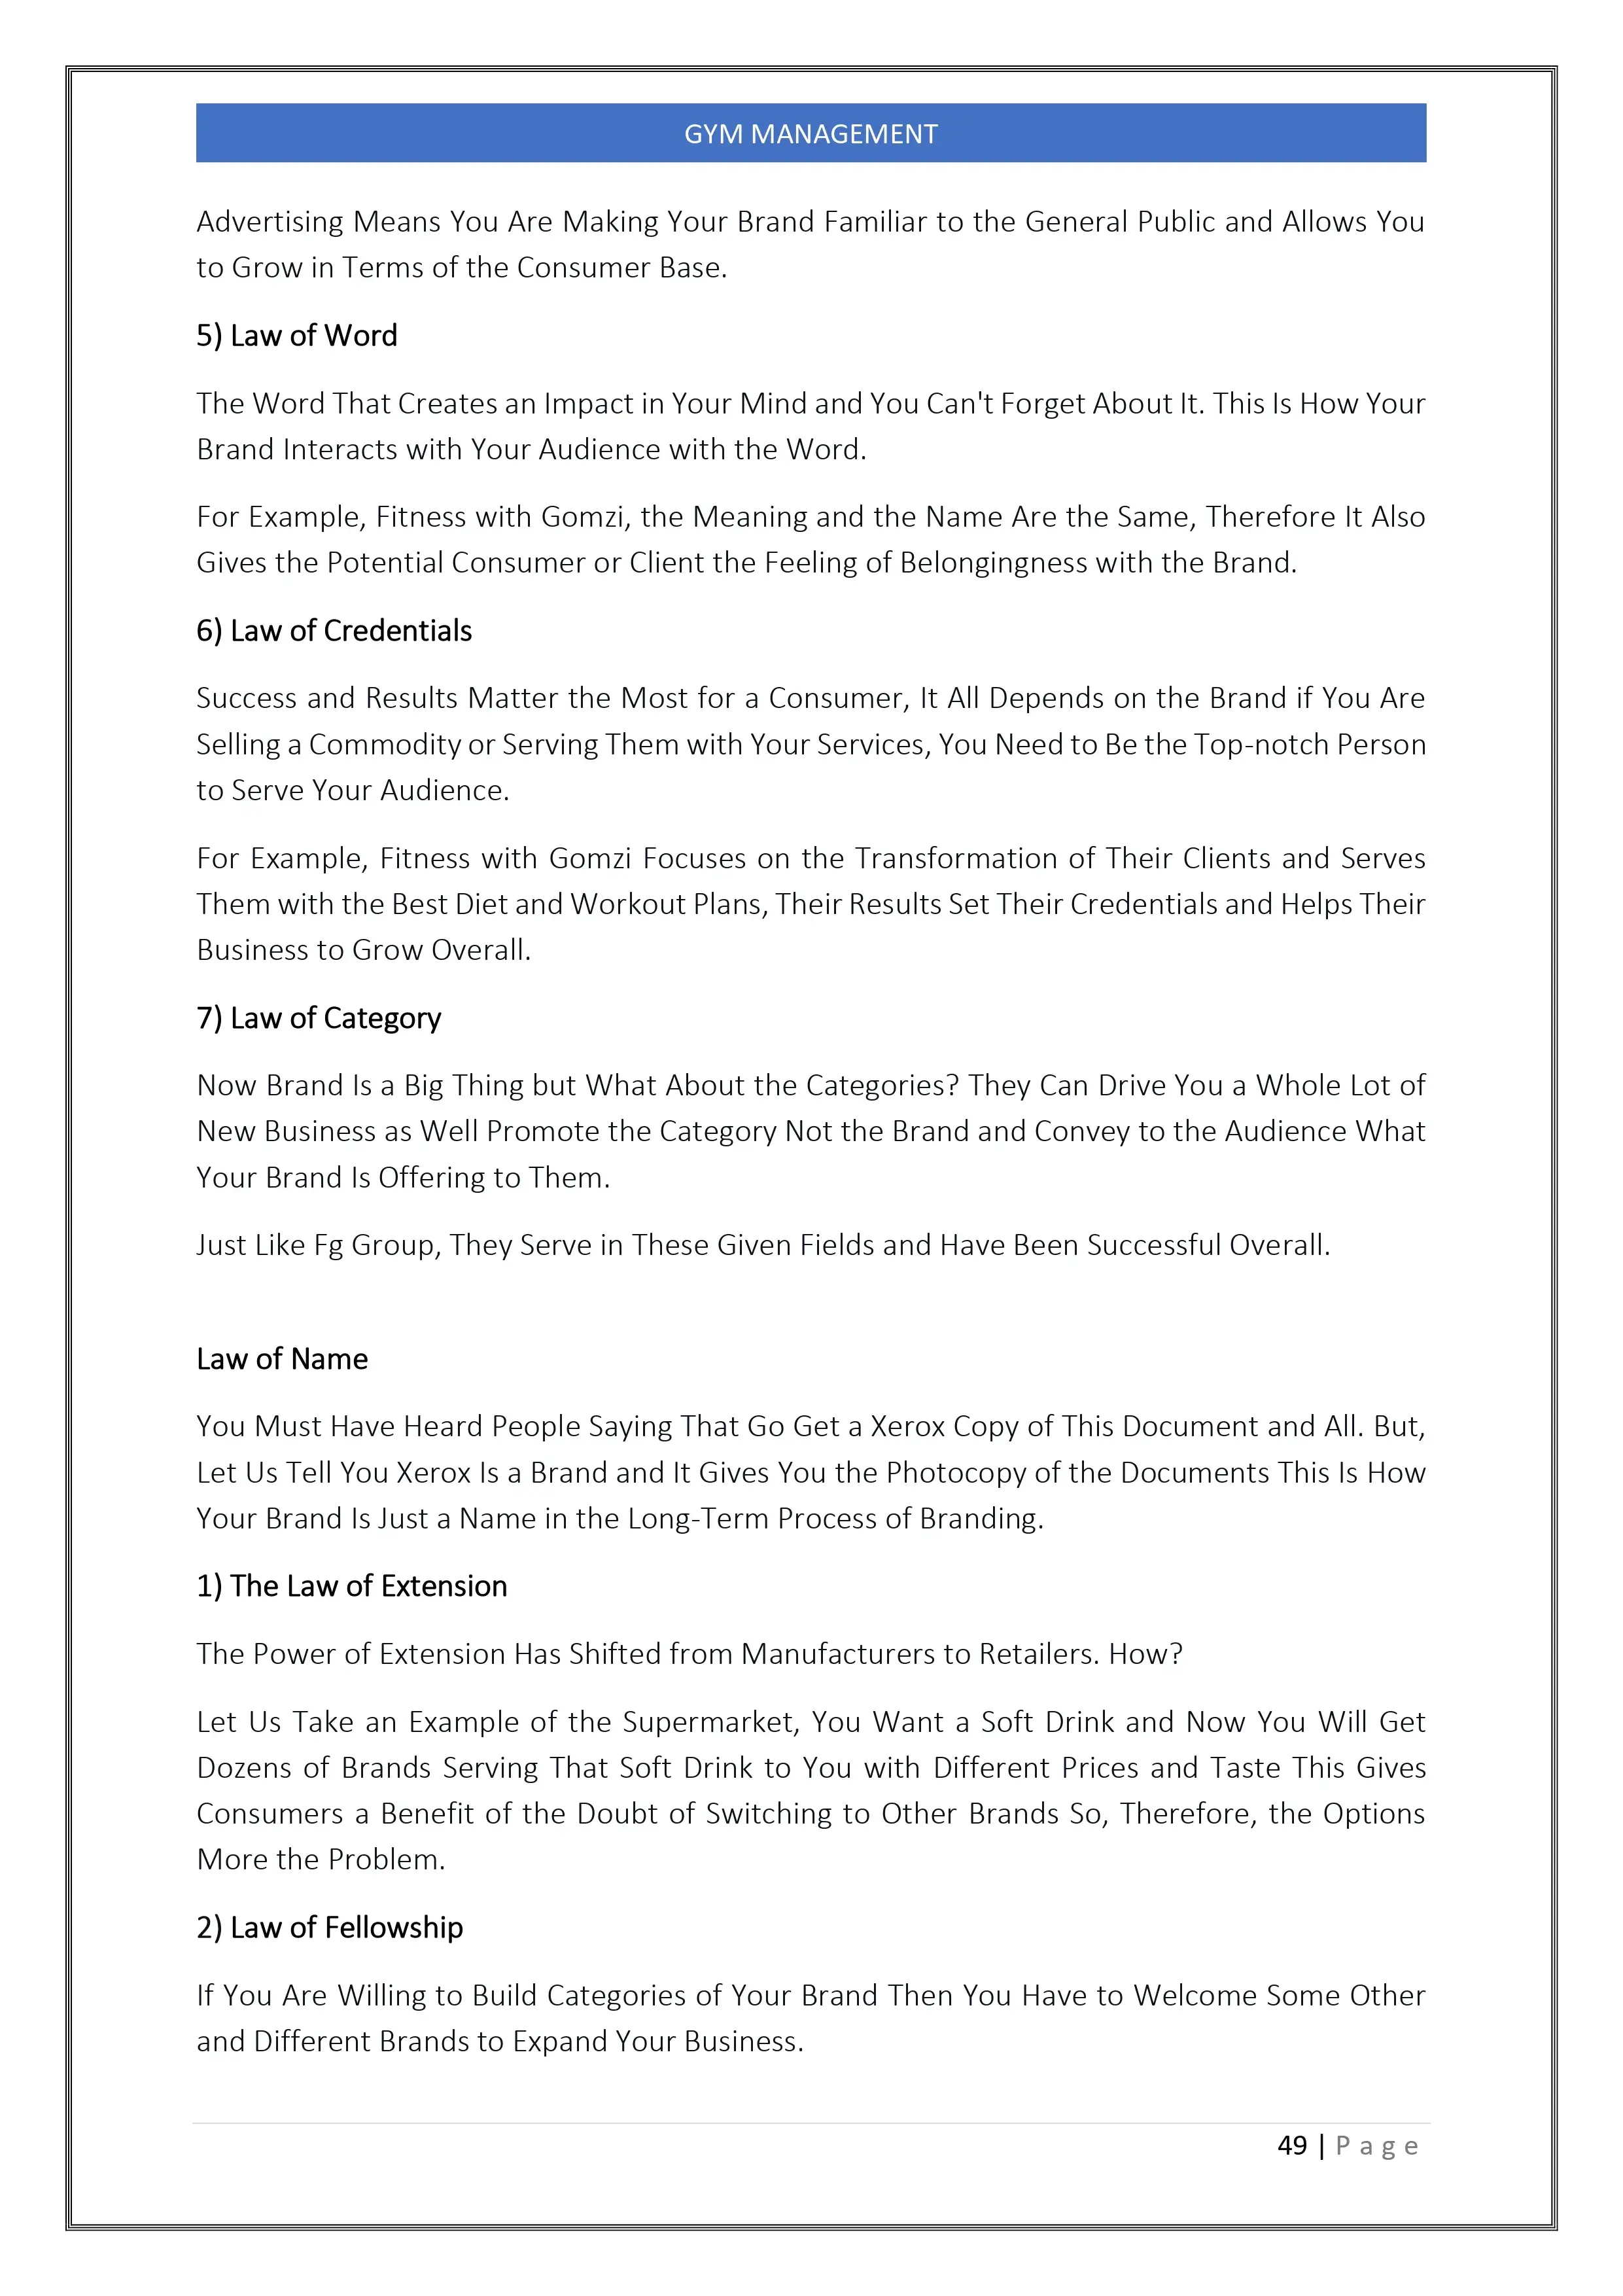 GYM MANAGEMENT
Advertising Means You Are Making Your Brand Familiar to the General Public and Allows You
to Grow in Terms of the Consumer Base.
5) Law of Word
The Word That Creates an Impact in Your Mind and You Can't Forget About It. This Is How Your
Brand Interacts with Your Audience with the Word.
For Example, Fitness with Gomzi, the Meaning and the Name Are the Same, Therefore It Also
Gives the Potential Consumer or Client the Feeling of Belongingness with the Brand.
6) Law of Credentials
Success and Results Matter the Most for a Consumer, It All Depends on the Brand if You Are
Selling a Commodity or Serving Them with Your Services, You Need to Be the Top-notch Person
to Serve Your Audience.
For Example, Fitness with Gomzi Focuses on the Transformation of Their Clients and Serves
Them with the Best Diet and Workout Plans, Their Results Set Their Credentials and Helps Their
Business to Grow Overall.
7) Law of Category
Now Brand Is a Big Thing but What About the Categories? They Can Drive You a Whole Lot of
New Business as Well Promote the Category Not the Brand and Convey to the Audience What
Your Brand Is Offering to Them.
Just Like Fg Group, They Serve in These Given Fields and Have Been Successful Overall.
Law of Name
You Must Have Heard People Saying That Go Get a Xerox Copy of This Document and All. But,
Let Us Tell You Xerox Is a Brand and It Gives You the Photocopy of the Documents This Is How
Your Brand Is Just a Name in the Long-Term Process of Branding.
1) The Law of Extension
The Power of Extension Has Shifted from Manufacturers to Retailers. How?
Let Us Take an Example of the Supermarket, You Want a Soft Drink and Now You Will Get
Dozens of Brands Serving That Soft Drink to You with Different Prices and Taste This Gives
Consumers a Benefit of the Doubt of Switching to Other Brands So, Therefore, the Options
More the Problem.
2) Law of Fellowship
If You Are Willing to Build Categories of Your Brand Then You Have to Welcome Some Other
and Different Brands to Expand Your Business.
49 | P a g e